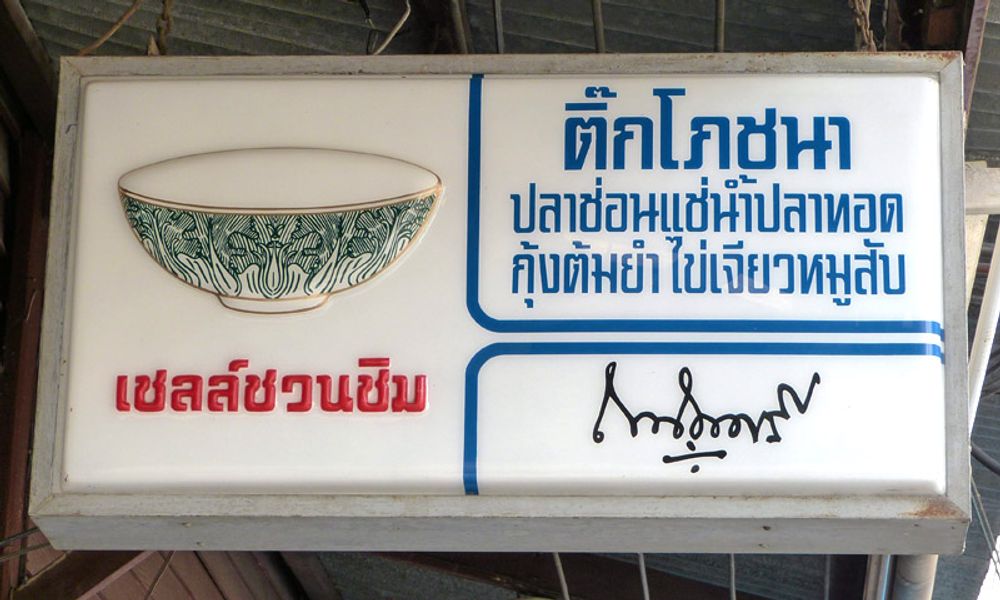 ติ๊กโภชนา
ปลาช่อนแช่น้ำปลาทอด
กุ้งต้มยำ ไข่เจียวหมูสับ
เชลล์ชวนชิม